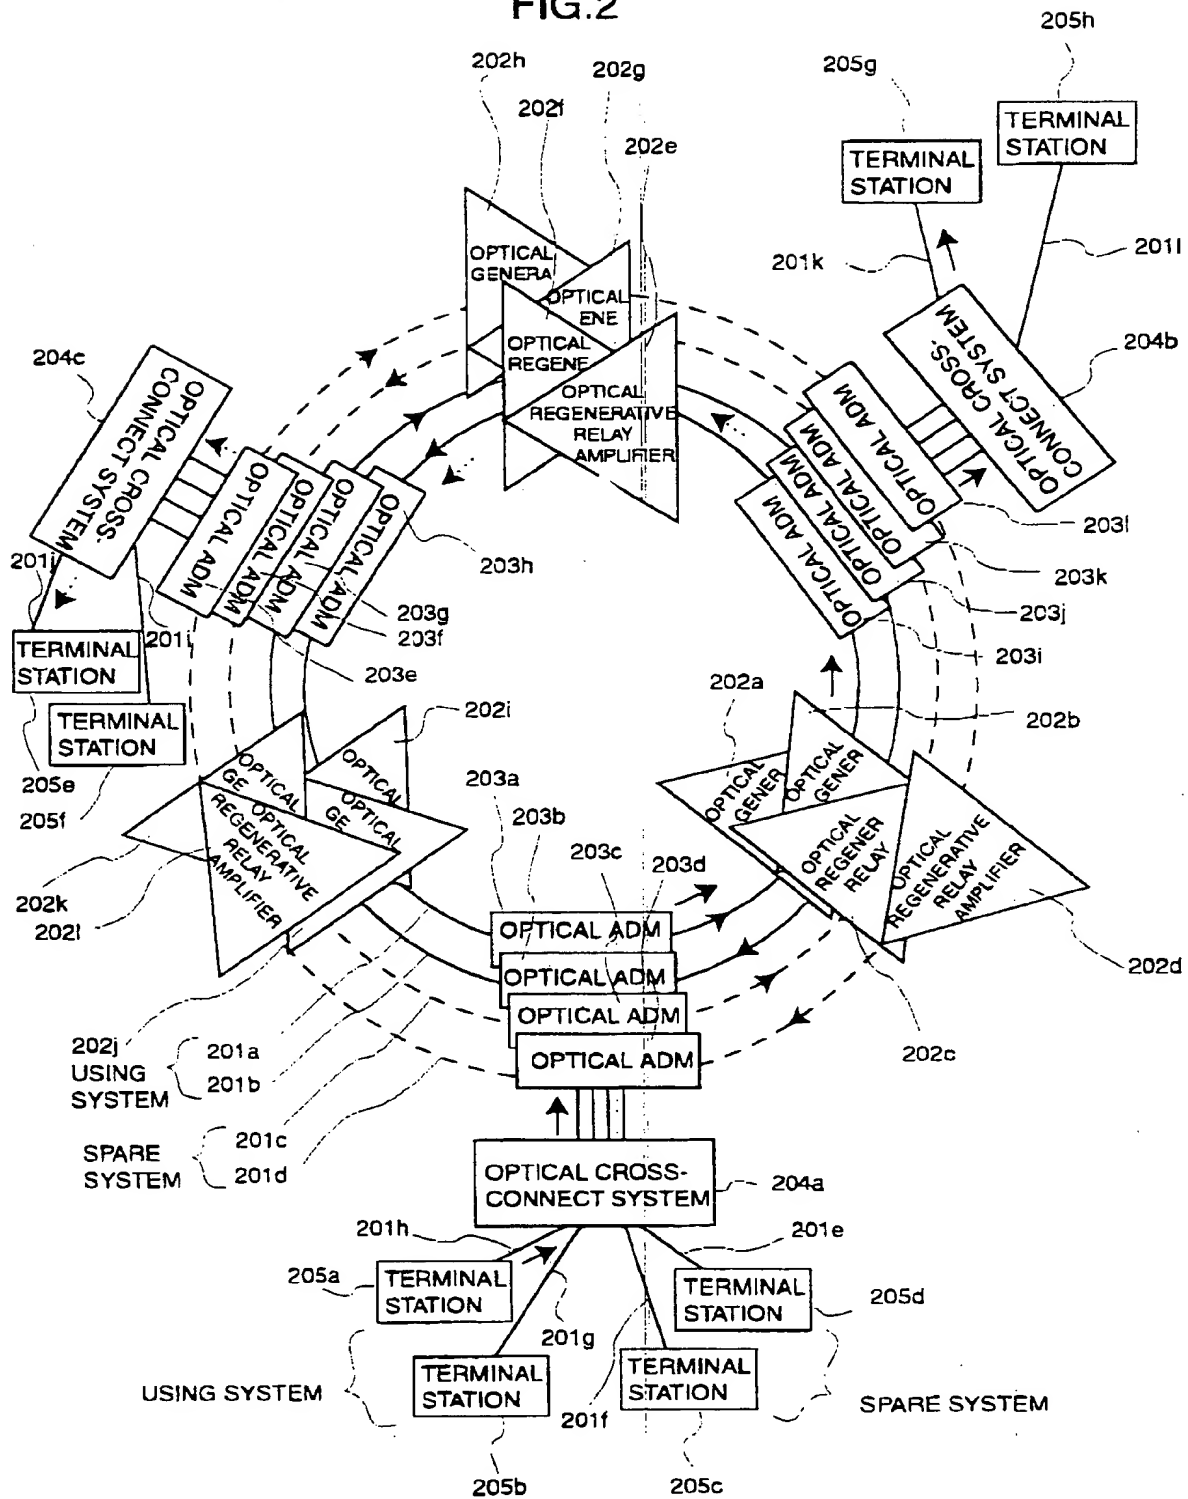 FIG.2
205h
202h
202g
205g
202f
202e
TERMINAL
STATION
TERMINAL
STATION
OPTICAL
GENERA
201k
201l
OPTICAL
ENE
OPTICAL
REGENE
OPTICAL CROSS-
CONNECT SYSTEM
204b
204c
OPTICAL CROSS-
CONNECT SYSTEM
OPTICAL
REGENERATIVE
RELAY
AMPLIFIER
OPTICAL ADM
OPTICAL ADM
OPTICAL ADM
OPTICAL ADM
203l
203k
203j
203i
OPTICAL ADM
OPTICAL ADM
OPTICAL ADM
OPTICAL ADM
203h
203g
203f
203e
201j
201i
TERMINAL
STATION
TERMINAL
STATION
205e
205f
202i
202a
202b
OPTICAL
GE
OPTICAL
OPTICAL
GE
OPTICAL
REGENERATIVE
RELAY
AMPLIFIER
OPTICAL
GENER
OPTICAL
GENER
OPTICAL
REGENER
RELAY
OPTICAL
REGENERATIVE
RELAY
AMPLIFIER
203a
203b
203c
203d
202k
202l
202d
202c
OPTICAL ADM
OPTICAL ADM
OPTICAL ADM
OPTICAL ADM
202j
USING
SYSTEM
201a
201b
SPARE
SYSTEM
201c
201d
OPTICAL CROSS-
CONNECT SYSTEM
204a
201h
201e
205a
TERMINAL
STATION
TERMINAL
STATION
205d
201g
TERMINAL
STATION
TERMINAL
STATION
201f
USING SYSTEM
SPARE SYSTEM
205b
205c